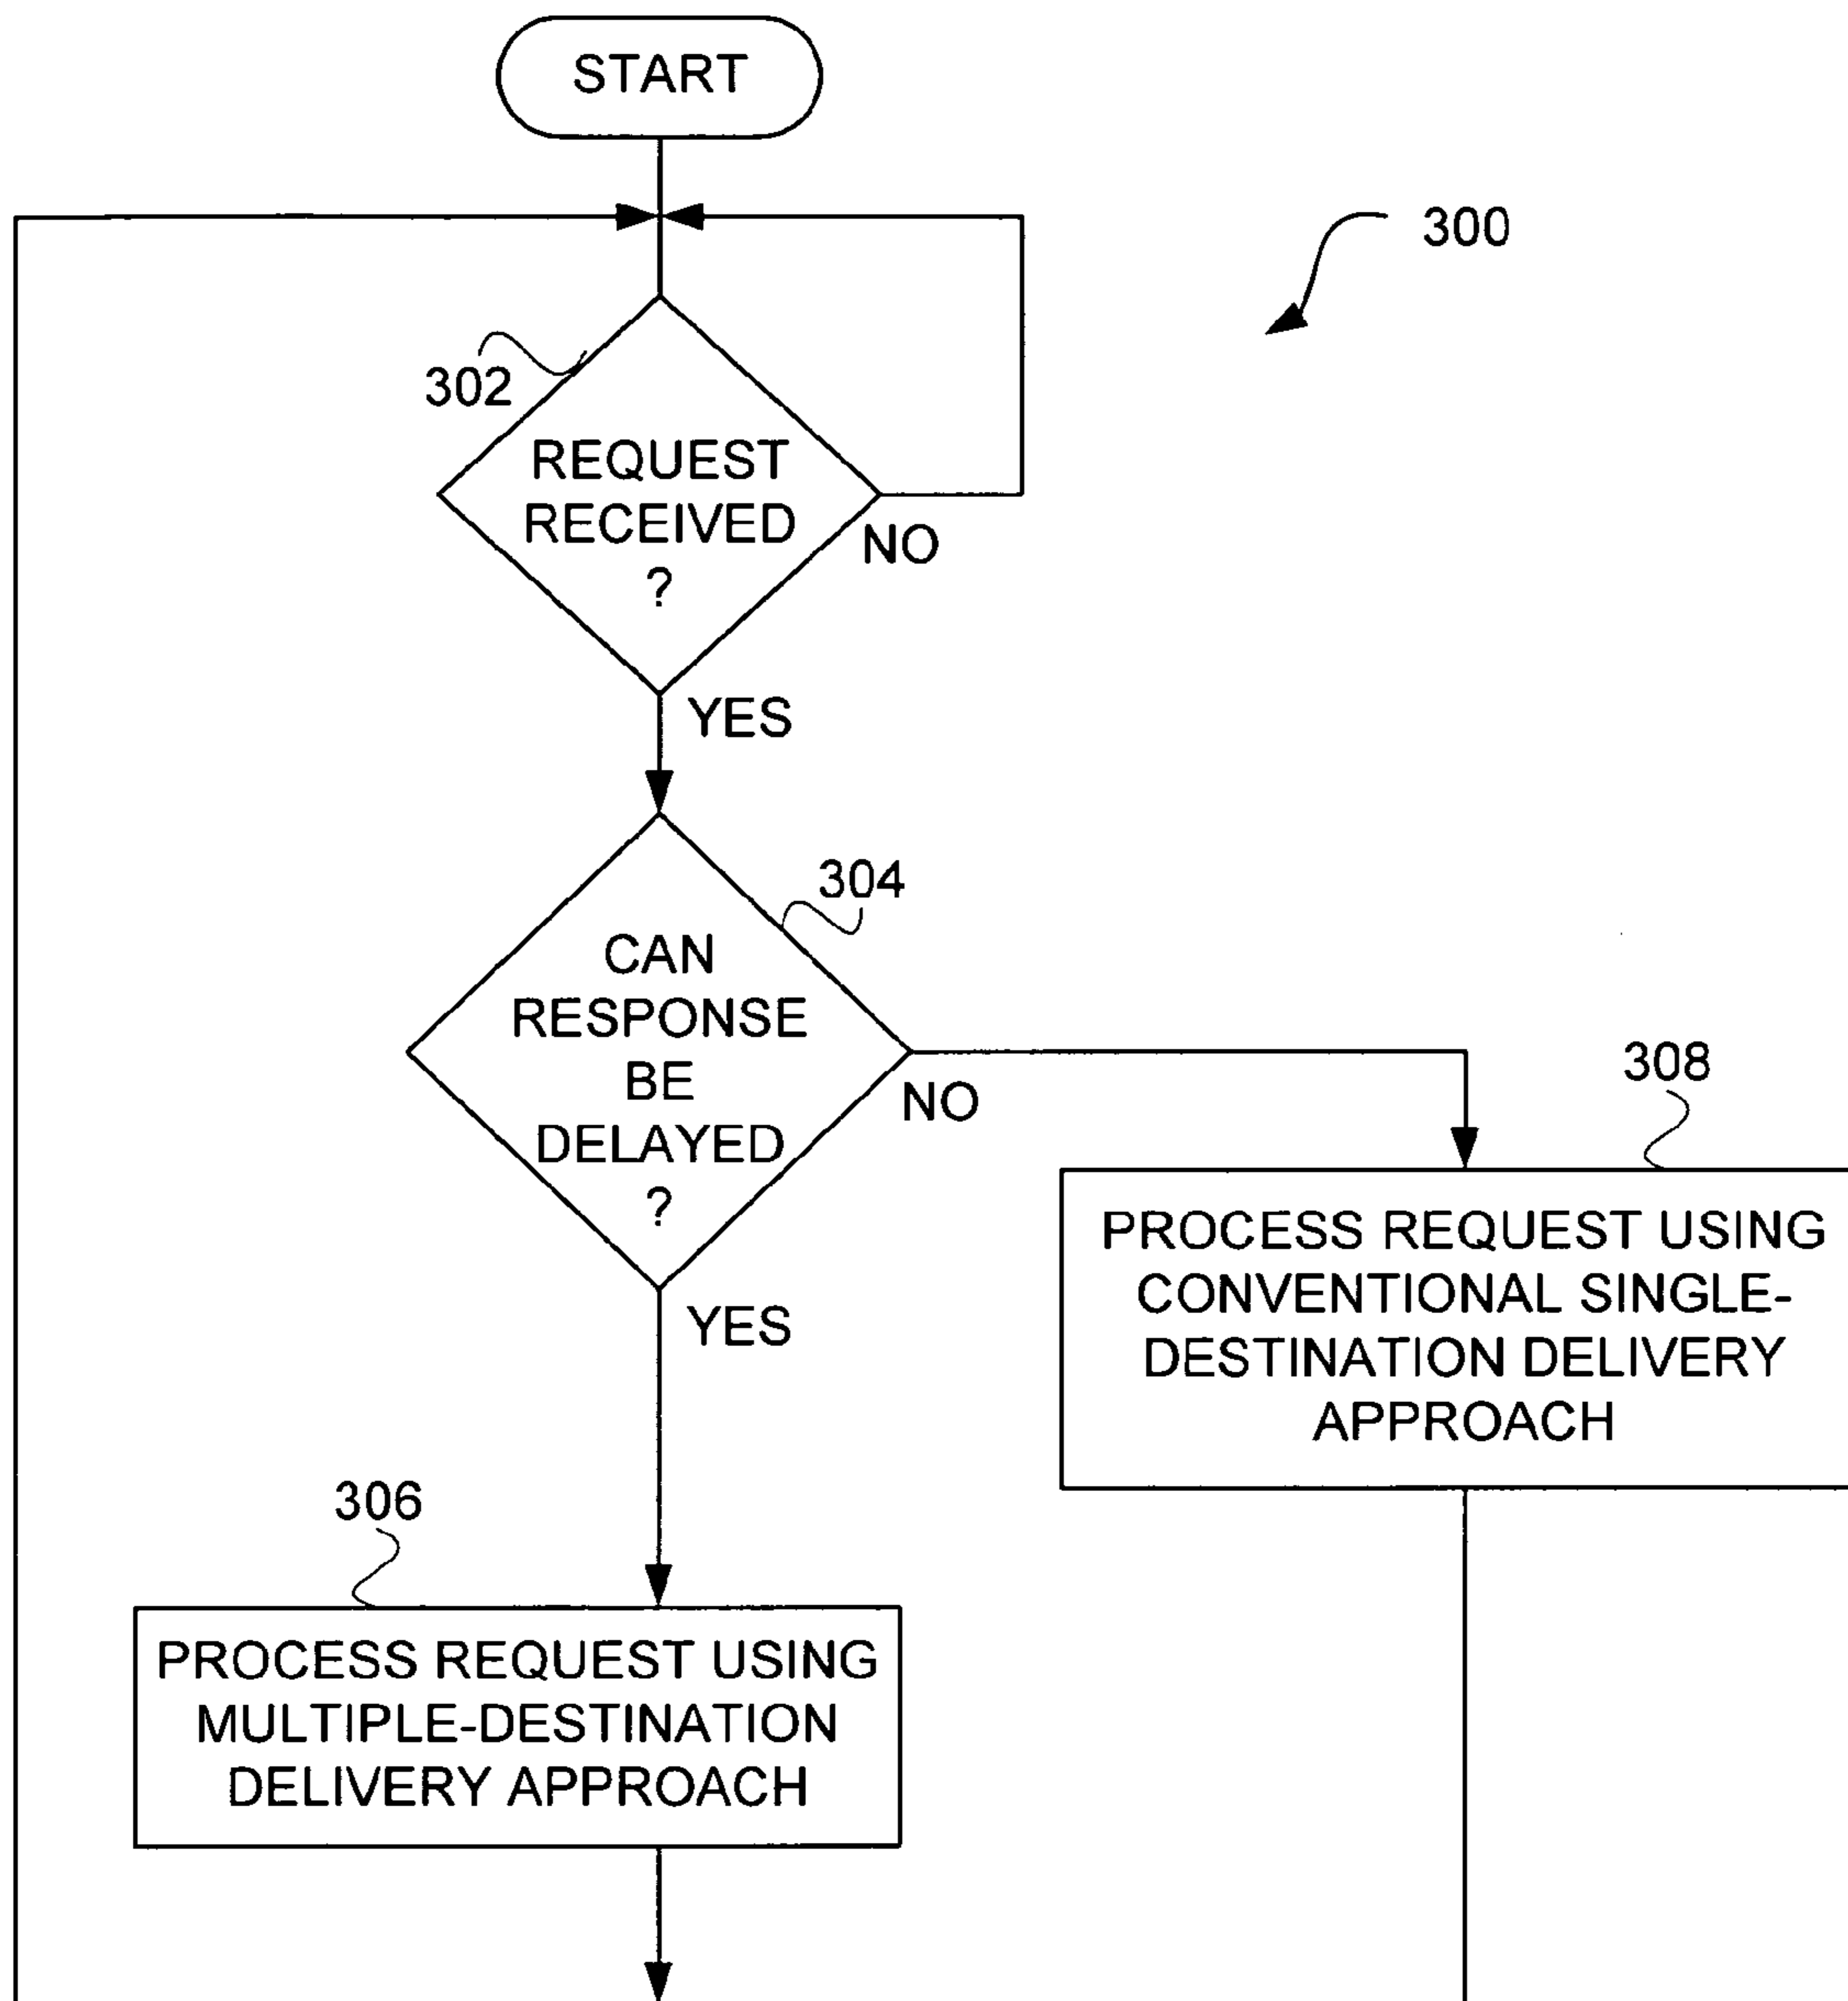 START
300
302
REQUEST
RECEIVED
?
NO
YES
304
CAN
RESPONSE
BE
DELAYED
?
NO
YES
308
PROCESS REQUEST USING
CONVENTIONAL SINGLE-
DESTINATION DELIVERY
APPROACH
306
PROCESS REQUEST USING
MULTIPLE-DESTINATION
DELIVERY APPROACH